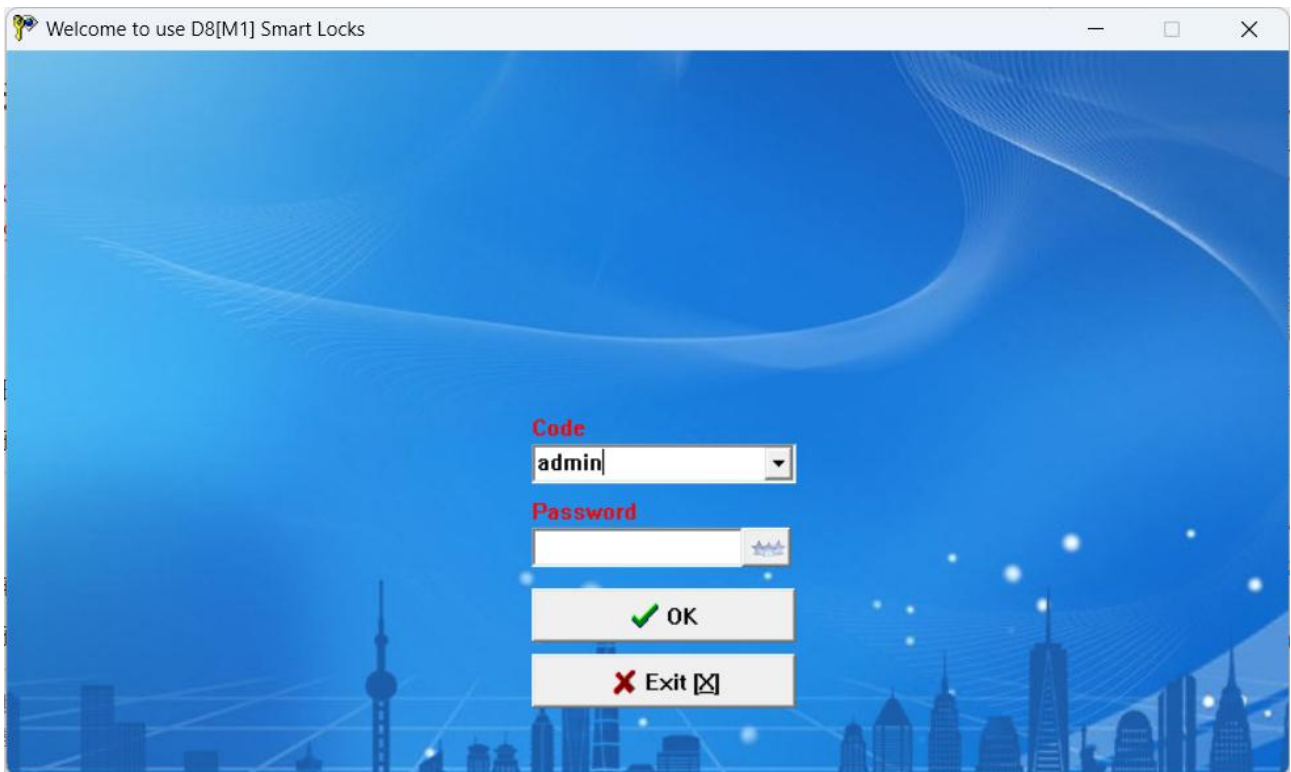 Welcome to use D8[M1] Smart Locks
Code
admin
Password
OK
Exit [X]